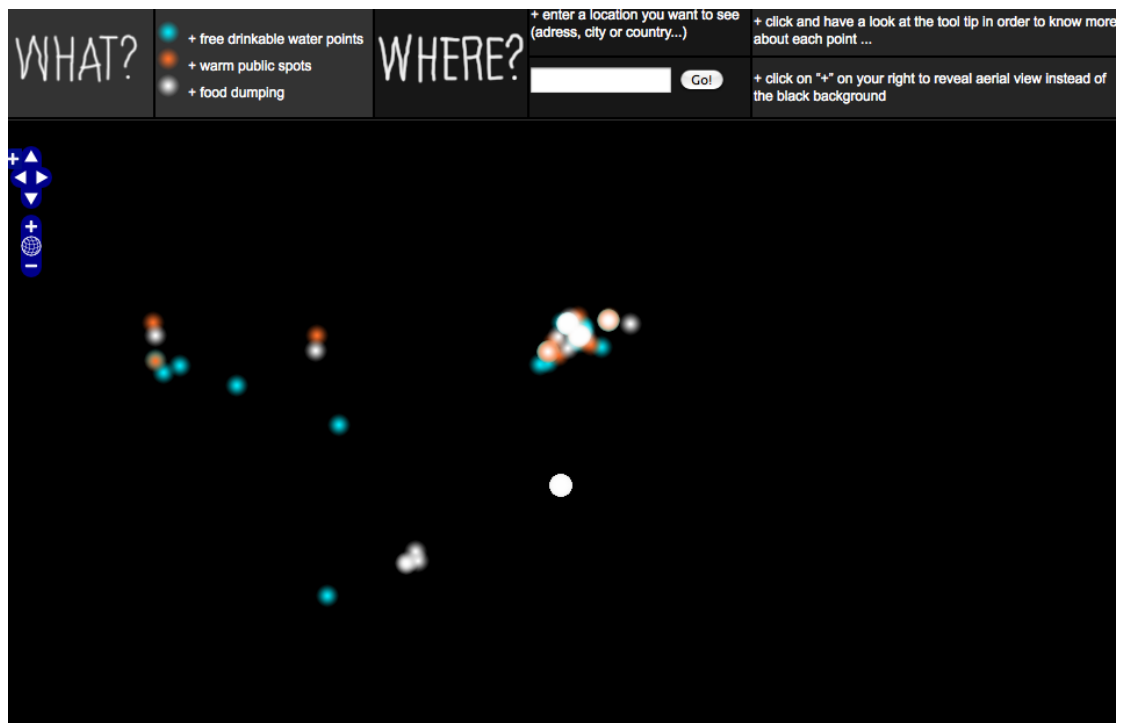 WHAT?
+ free drinkable water points
+ warm public spots
+ food dumping
WHERE?
+ enter a location you want to see
(adress, city or country...)
Go!
+ click and have a look at the tool tip in order to know more
about each point ...
+ click on "+" on your right to reveal aerial view instead of
the black background